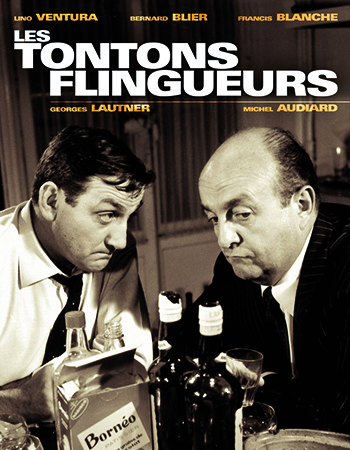 LINO VENTURA BERNARD BLIER FRANCIS BLANCHE
LES
TONTONS
FLINGUEURS
GEORGES LAUTNER MICHEL AUDIARD
Bornéo